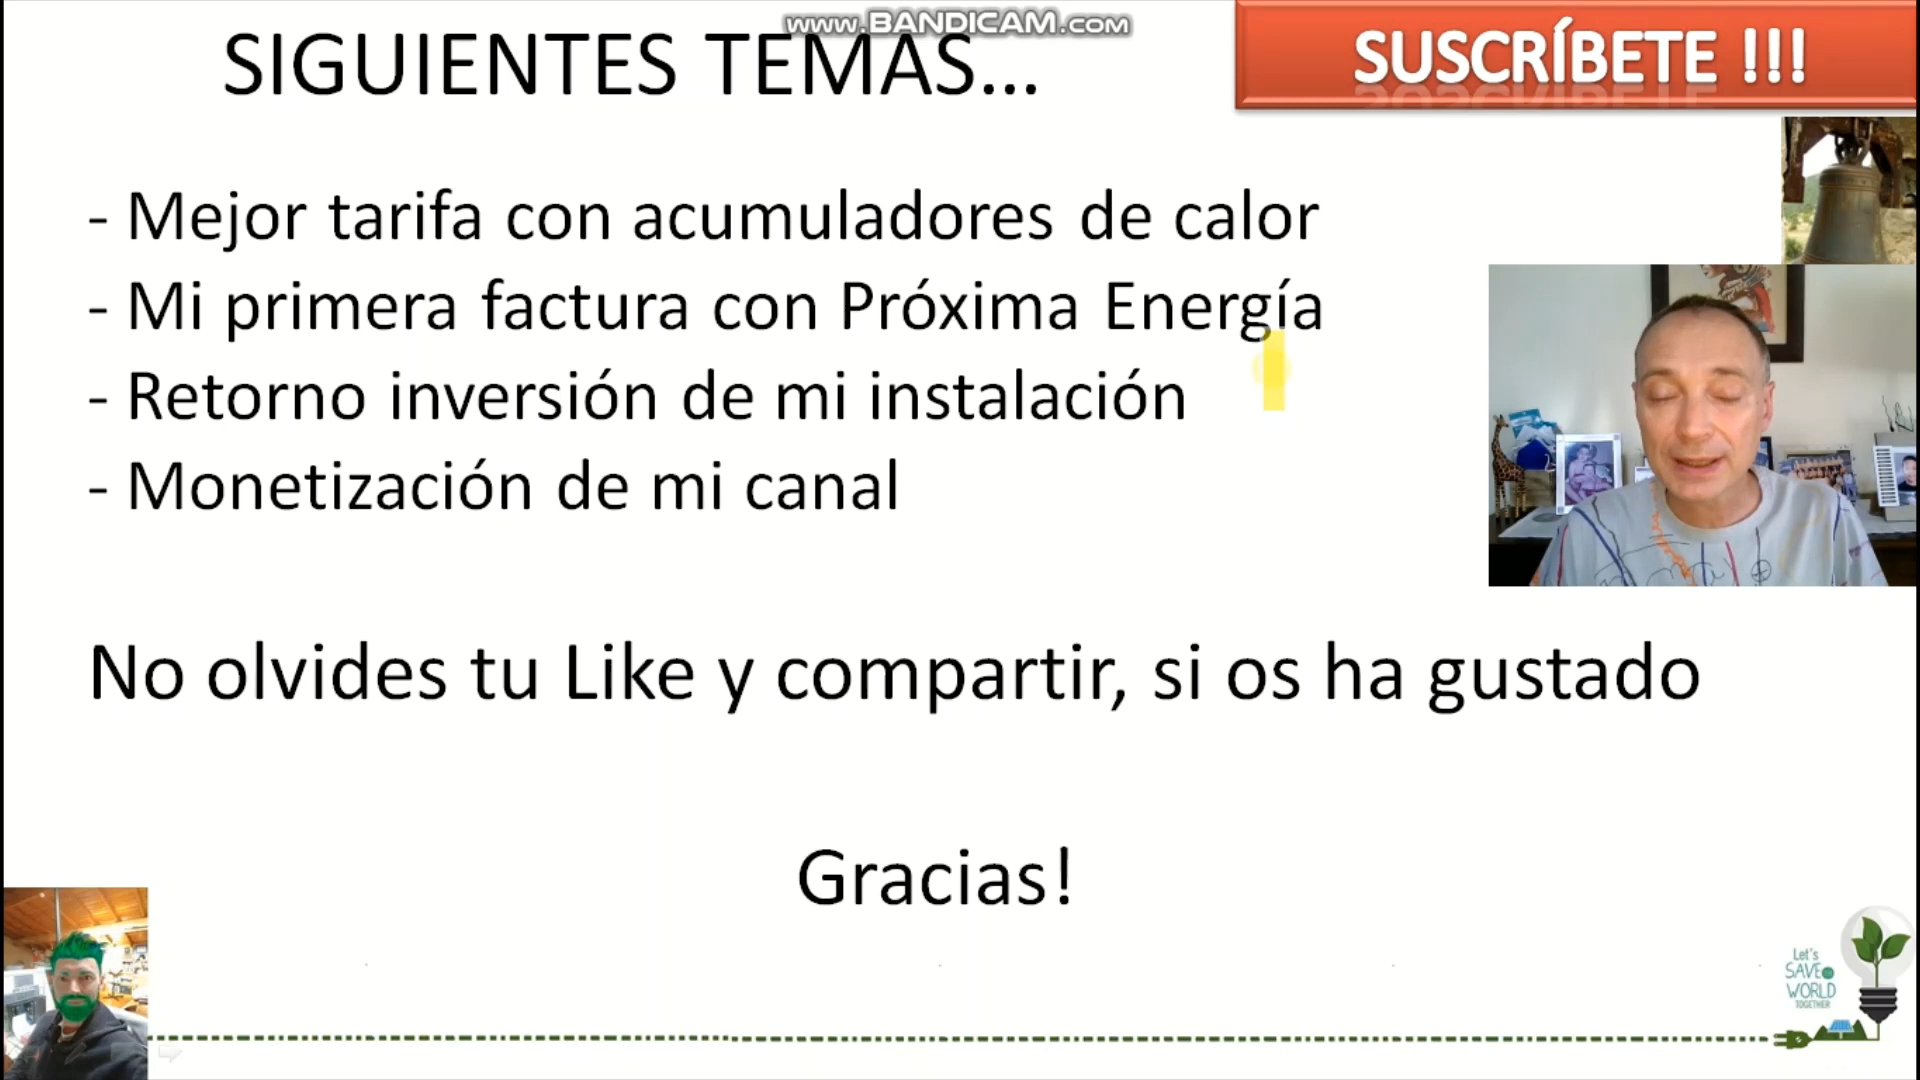 www.BANDICAM.com
SIGUIENTES TEMAS...
SUSCRÍBETE !!!
- Mejor tarifa con acumuladores de calor
- Mi primera factura con Próxima Energía
- Retorno inversión de mi instalación
- Monetización de mi canal
No olvides tu Like y compartir, si os ha gustado
Gracias!
Let's
SAVE
WORLD
TOGETHER